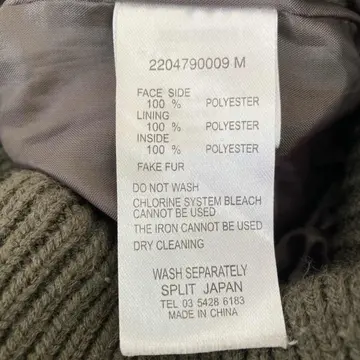 2204790009 M
FACE SIDE
100 % POLYESTER
LINING
100 % POLYESTER
INSIDE
100 % POLYESTER
FAKE FUR
DO NOT WASH
CHLORINE SYSTEM BLEACH
CANNOT BE USED
THE IRON CANNOT BE USED
DRY CLEANING
WASH SEPARATELY
SPLIT JAPAN
TEL 03 5428 6183
MADE IN CHINA